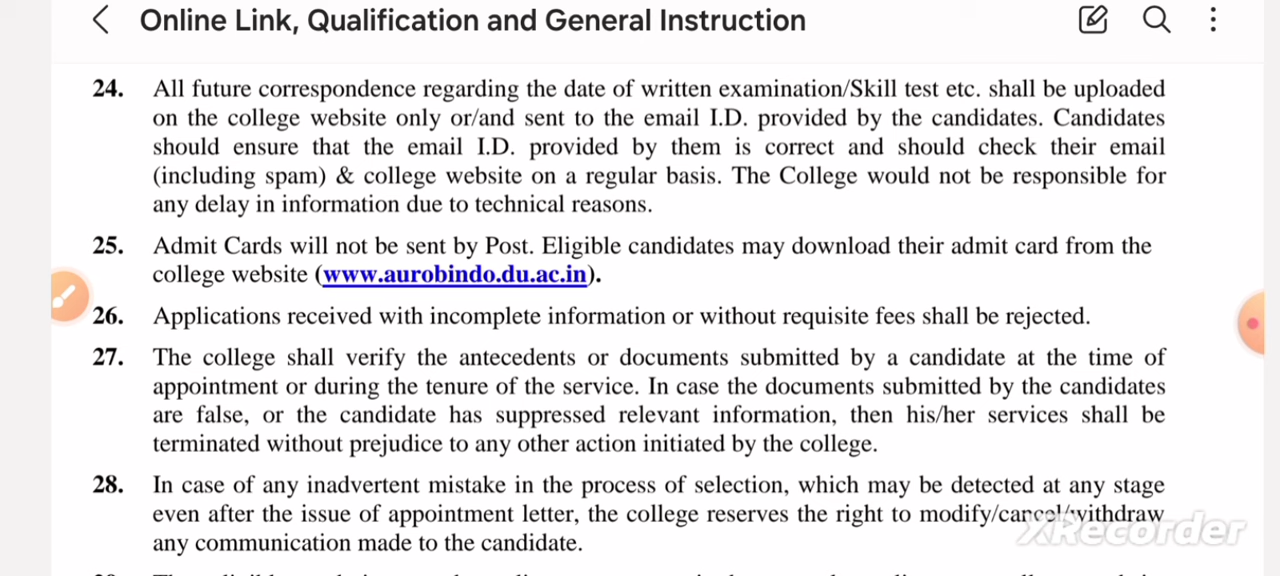 Online Link, Qualification and General Instruction
24. All future correspondence regarding the date of written examination/Skill test etc. shall be uploaded
on the college website only or/and sent to the email I.D. provided by the candidates. Candidates
should ensure that the email I.D. provided by them is correct and should check their email
(including spam) & college website on a regular basis. The College would not be responsible for
any delay in information due to technical reasons.
25. Admit Cards will not be sent by Post. Eligible candidates may download their admit card from the
college website (www.aurobindo.du.ac.in).
26. Applications received with incomplete information or without requisite fees shall be rejected.
27. The college shall verify the antecedents or documents submitted by a candidate at the time of
appointment or during the tenure of the service. In case the documents submitted by the candidates
are false, or the candidate has suppressed relevant information, then his/her services shall be
terminated without prejudice to any other action initiated by the college.
28. In case of any inadvertent mistake in the process of selection, which may be detected at any stage
even after the issue of appointment letter, the college reserves the right to modify/cancel/withdraw
any communication made to the candidate.
XRecorder